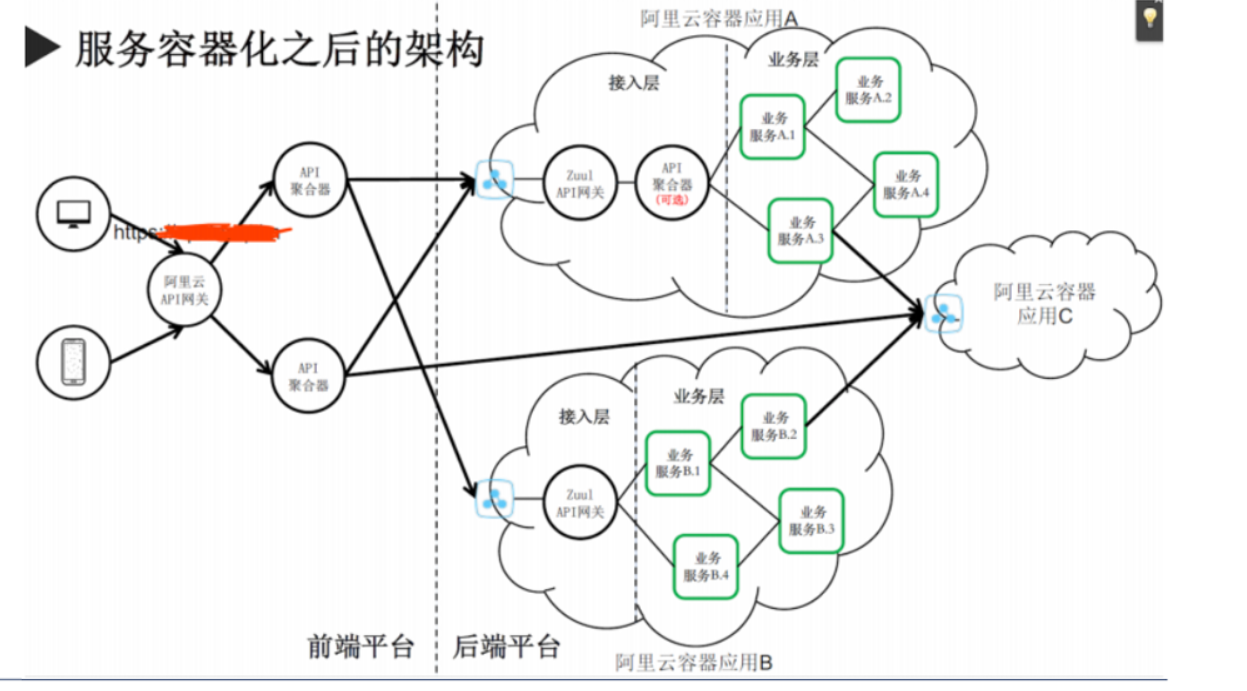 服务容器化之后的架构
阿里云容器应用A
接入层
业务层
业务
服务A.2
业务
服务A.1
API
聚合器
Zuul
API网关
API
聚合器
(可选)
业务
服务A.4
业务
服务A.3
https:
阿里云
API网关
阿里云容器
应用C
API
聚合器
接入层
业务层
业务
服务B.2
业务
服务B.1
Zuul
API网关
业务
服务B.3
业务
服务B.4
前端平台
后端平台
阿里云容器应用B